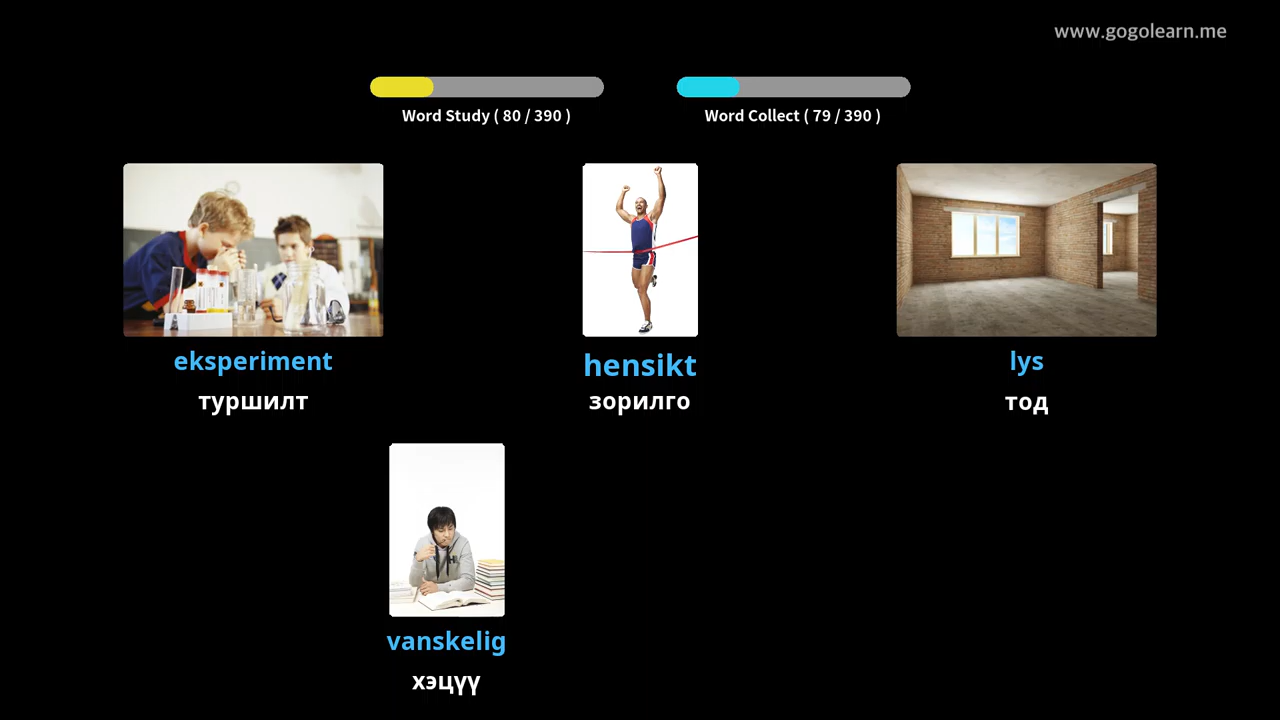 www.gogolearn.me
Word Study ( 80 / 390 )
Word Collect ( 79 / 390 )
eksperiment
туршилт
hensikt
зорилго
lys
тод
vanskelig
хэцүү